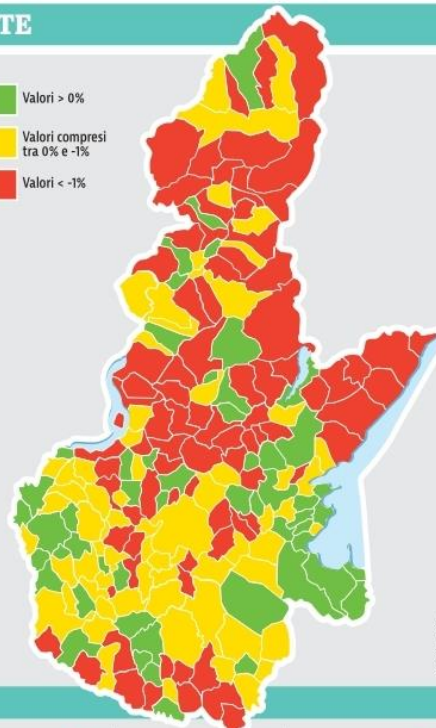 TE
Valori > 0%
Valori compresi
tra 0% e -1%
Valori < -1%